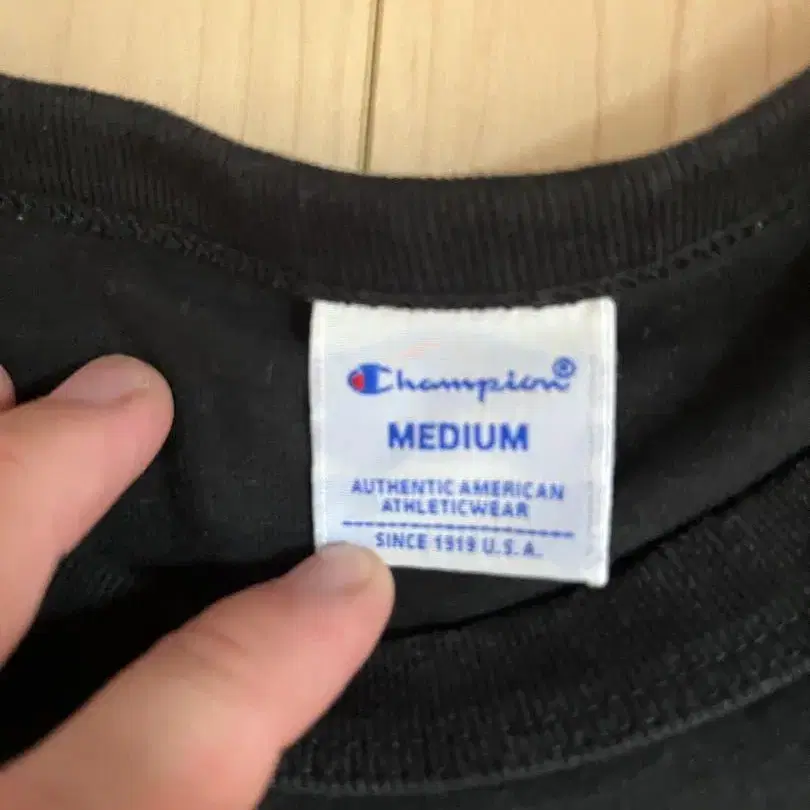 Champion®
MEDIUM
AUTHENTIC AMERICAN
ATHLETICWEAR
SINCE 1919 U.S.A.